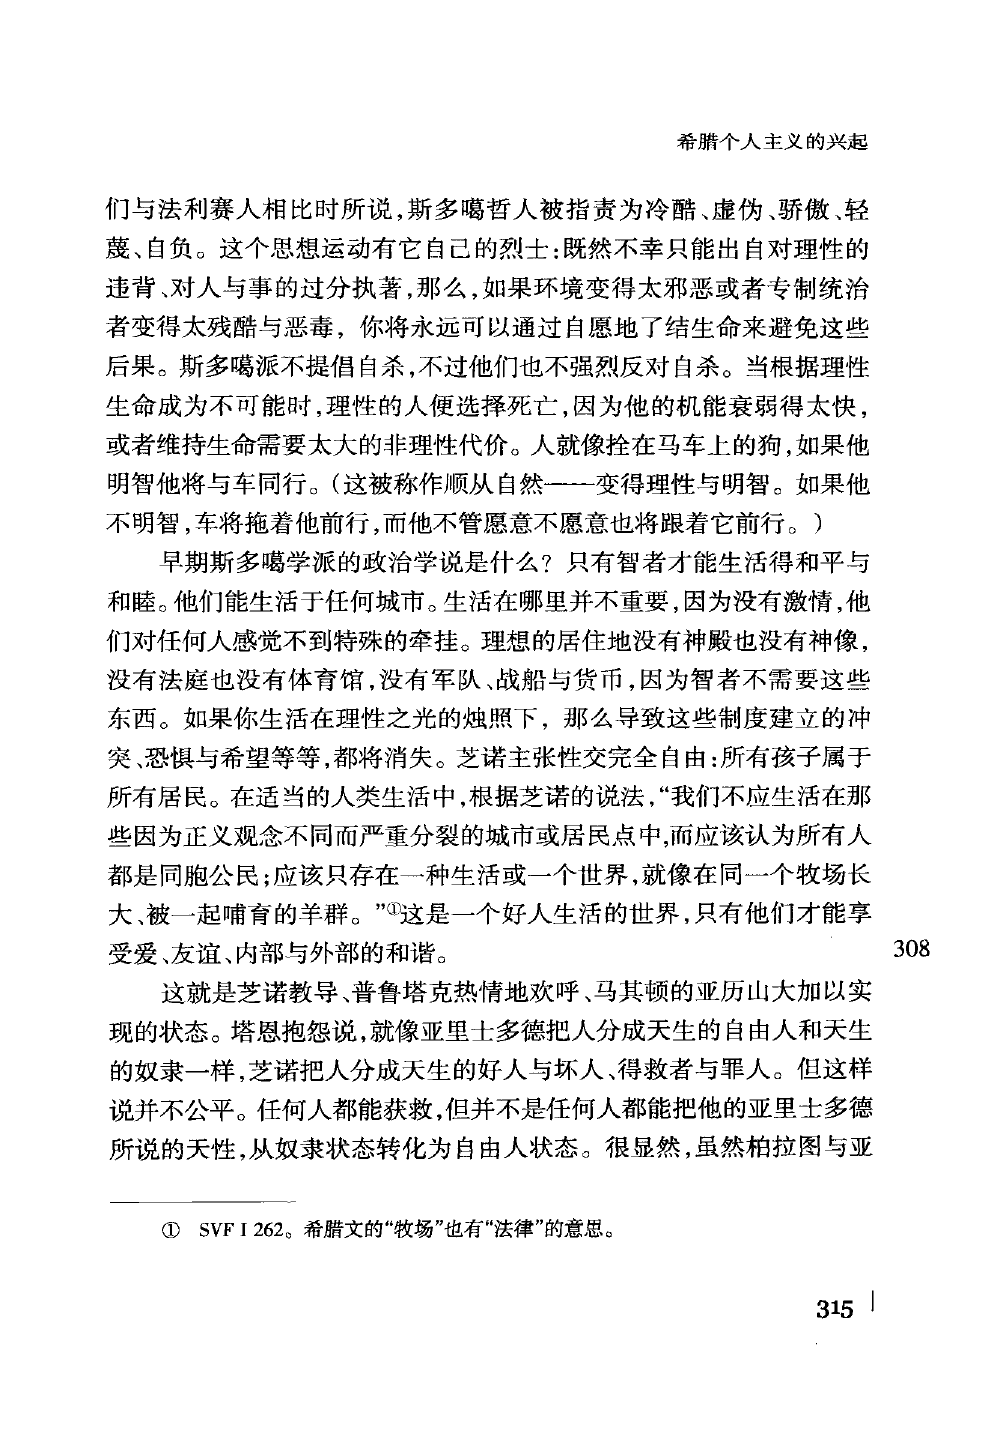 希腊个人主义的兴起
们与法利赛人相比时所说，斯多噶哲人被指责为冷酷、虚伪、骄傲、轻
蔑、自负。这个思想运动有它自己的烈士：既然不幸只能出自对理性的
违背、对人与事的过分执著，那么，如果环境变得太邪恶或者专制统治
者变得太残酷与恶毒，你将永远可以通过自愿地了结生命来避免这些
后果。斯多噶派不提倡自杀，不过他们也不强烈反对自杀。当根据理性
生命成为不可能时，理性的人便选择死亡，因为他的机能衰弱得太快，
或者维持生命需要太大的非理性代价。人就像拴在马车上的狗，如果他
明智他将与车同行。（这被称作顺从自然——变得理性与明智。如果他
不明智，车将拖着他前行，而他不管愿意不愿意也将跟着它前行。）
早期斯多噶学派的政治学说是什么？只有智者才能生活得和平与
和睦。他们能生活于任何城市。生活在哪里并不重要，因为没有激情，他
们对任何人感觉不到特殊的牵挂。理想的居住地没有神殿也没有神像，
没有法庭也没有体育馆，没有军队、战船与货币，因为智者不需要这些
东西。如果你生活在理性之光的烛照下，那么导致这些制度建立的冲
突、恐惧与希望等等，都将消失。芝诺主张性交完全自由：所有孩子属于
所有居民。在适当的人类生活中，根据芝诺的说法，“我们不应生活在那
些因为正义观念不同而严重分裂的城市或居民点中，而应该认为所有人
都是同胞公民；应该只存在一种生活或一个世界，就像在同一个牧场长
大、被一起哺育的羊群。”①这是一个好人生活的世界，只有他们才能享
受爱、友谊、内部与外部的和谐。
308
这就是芝诺教导、普鲁塔克热情地欢呼、马其顿的亚历山大加以实
现的状态。塔恩抱怨说，就像亚里士多德把人分成天生的自由人和天生
的奴隶一样，芝诺把人分成天生的好人与坏人、得救者与罪人。但这样
说并不公平。任何人都能获救，但并不是任何人都能把他的亚里士多德
所说的天性，从奴隶状态转化为自由人状态。很显然，虽然柏拉图与亚
① SVF I 262。希腊文的“牧场”也有“法律”的意思。
315